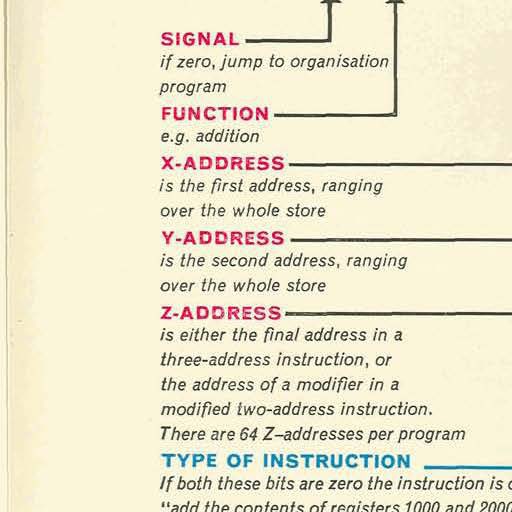 SIGNAL
if zero, jump to organisation
program
FUNCTION
e.g. addition
X-ADDRESS
is the first address, ranging
over the whole store
Y-ADDRESS
is the second address, ranging
over the whole store
Z-ADDRESS
is either the final address in a
three-address instruction, or
the address of a modifier in a
modified two-address instruction.
There are 64 Z–addresses per program
TYPE OF INSTRUCTION
If both these bits are zero the instruction is
"add the contents of registers 1000 and 2000